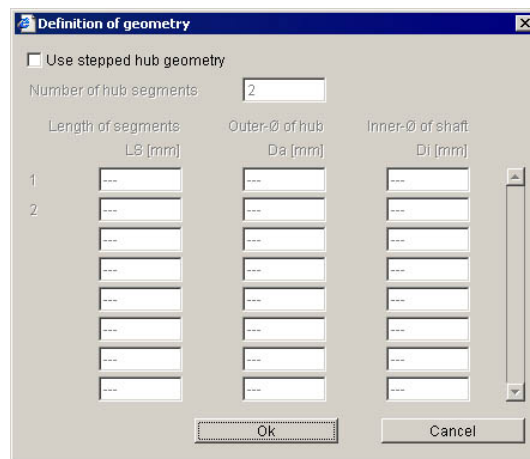 Definition of geometry
Use stepped hub geometry
Number of hub segments 2
Length of segments Outer-Ø of hub Inner-Ø of shaft
LS [mm] Da [mm] Di [mm]
1 --- --- ---
2 --- --- ---
--- --- ---
--- --- ---
--- --- ---
--- --- ---
--- --- ---
--- --- ---
Ok Cancel